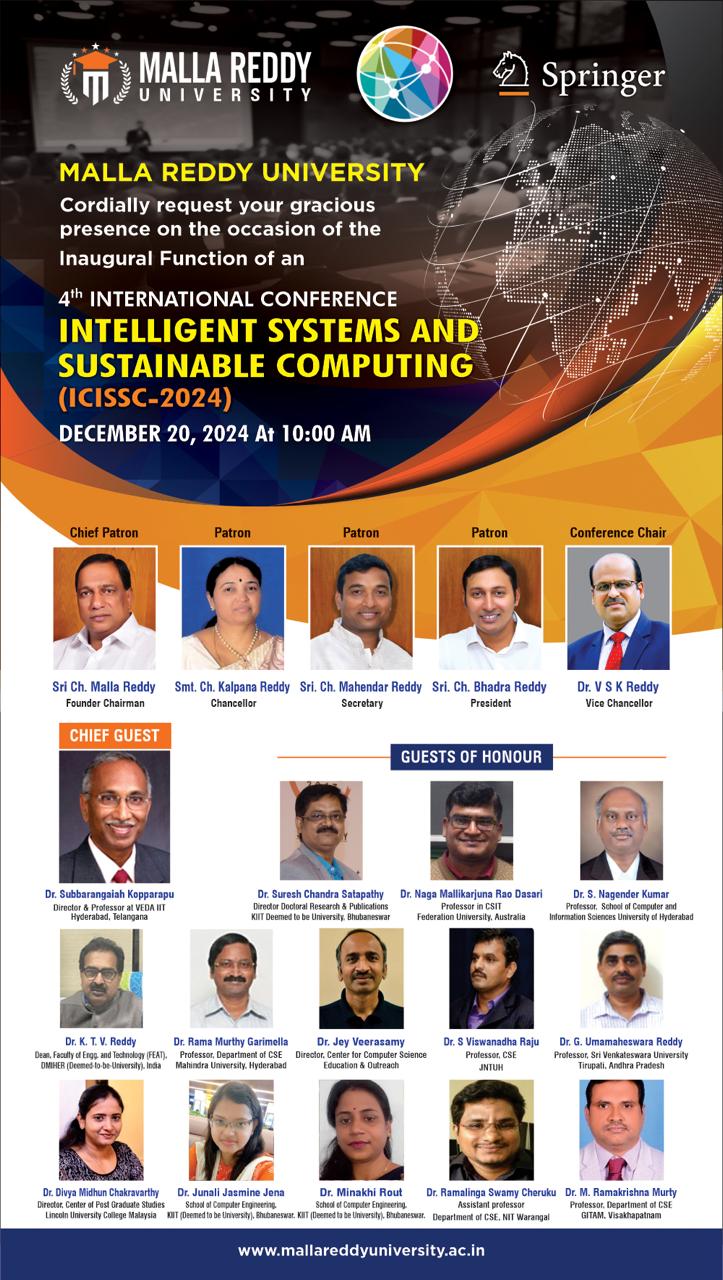 MALLA REDDY
UNIVERSITY
Springer
MALLA REDDY UNIVERSITY
Cordially request your gracious
presence on the occasion of the
Inaugural Function of an
4th INTERNATIONAL CONFERENCE
INTELLIGENT SYSTEMS AND
SUSTAINABLE COMPUTING
(ICISSC-2024)
DECEMBER 20, 2024 At 10:00 AM
Chief Patron
Sri Ch. Malla Reddy
Founder Chairman
Patron
Smt. Ch. Kalpana Reddy
Chancellor
Patron
Sri. Ch. Mahendar Reddy
Secretary
Patron
Sri. Ch. Bhadra Reddy
President
Conference Chair
Dr. V S K Reddy
Vice Chancellor
CHIEF GUEST
Dr. Subbarangaiah Kopparapu
Director & Professor at VEDA IIT
Hyderabad, Telangana
GUESTS OF HONOUR
Dr. Suresh Chandra Satapathy
Director Doctoral Research & Publications
KIIT Deemed to be University, Bhubaneswar
Dr. Naga Mallikarjuna Rao Dasari
Professor in CSIT
Federation University, Australia
Dr. S. Nagender Kumar
Professor, School of Computer and
Information Sciences University of Hyderabad
Dr. K. T. V. Reddy
Dean, Faculty of Engg. and Technology (FEAT),
DMIHER (Deemed-to-be-University), India
Dr. Rama Murthy Garimella
Professor, Department of CSE
Mahindra University, Hyderabad
Dr. Jey Veerasamy
Director, Center for Computer Science
Education & Outreach
Dr. S Viswanadha Raju
Professor, CSE
JNTUH
Dr. G. Umamaheswara Reddy
Professor, Sri Venkateswara University
Tirupati, Andhra Pradesh
Dr. Divya Midhun Chakravarthy
Director, Center of Post Graduate Studies
Lincoln University College Malaysia
Dr. Junali Jasmine Jena
School of Computer Engineering,
KIIT (Deemed to be University), Bhubaneswar.
Dr. Minakhi Rout
School of Computer Engineering,
KIIT (Deemed to be University), Bhubaneswar.
Dr. Ramalinga Swamy Cheruku
Assistant professor
Department of CSE, NIT Warangal
Dr. M. Ramakrishna Murty
Professor, Department of CSE
GITAM, Visakhapatnam
www.mallareddyuniversity.ac.in